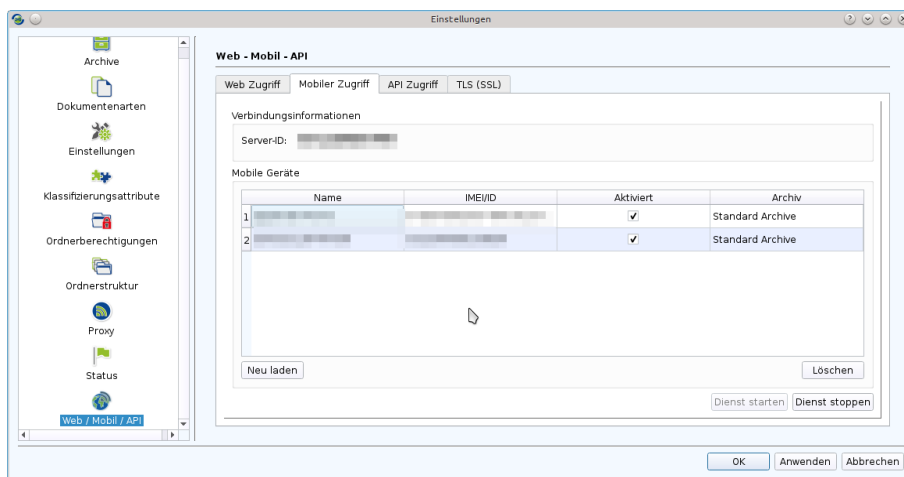 Einstellungen
Archive
Dokumentenarten
Einstellungen
Klassifizierungsattribute
Ordnerberechtigungen
Ordnerstruktur
Proxy
Status
Web / Mobil / API
Web - Mobil - API
Web Zugriff Mobiler Zugriff API Zugriff TLS (SSL)
Verbindungsinformationen
Server-ID:
Mobile Geräte
Name IMEI/ID Aktiviert Archiv
1 Standard Archive
2 Standard Archive
Neu laden Löschen
Dienst starten Dienst stoppen
OK Anwenden Abbrechen